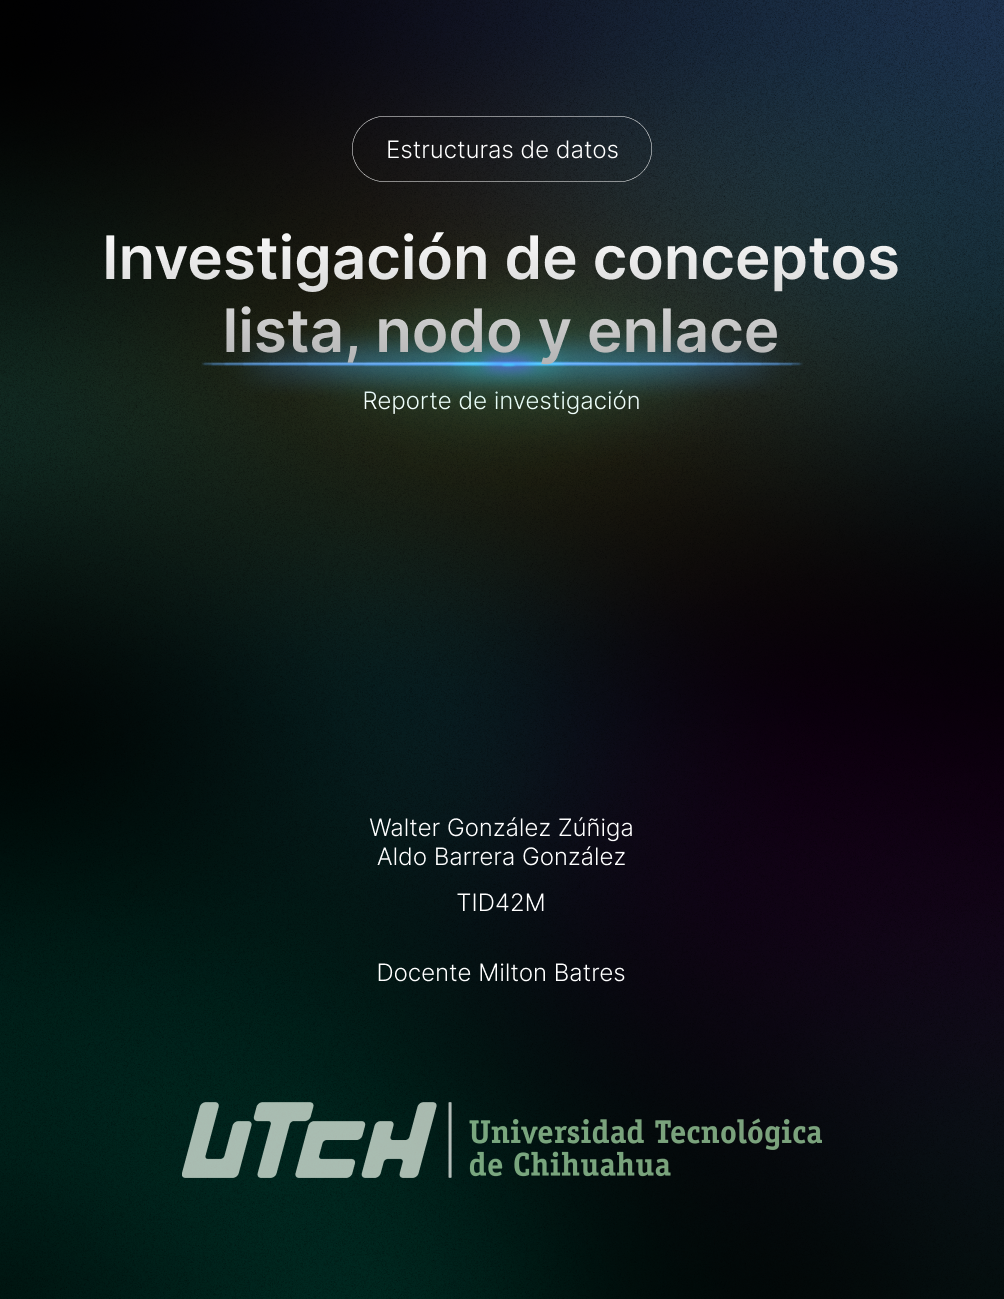 Estructuras de datos
Investigación de conceptos
lista, nodo y enlace
Reporte de investigación
Walter González Zúñiga
Aldo Barrera González
TID42M
Docente Milton Batres
UTCH
Universidad Tecnológica
de Chihuahua